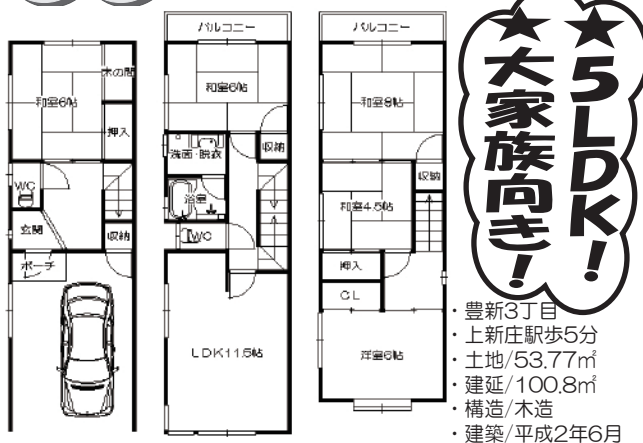 バルコニー
バルコニー
和室6帖
木の間
押入
WC
玄関
収納
ポーチ
和室6帖
収納
洗面・脱衣
浴室
WC
LDK11.5帖
和室8帖
収納
和室4.5帖
押入
CL
洋室6帖
★5LDK!
★大家族向き!
・豊新3丁目
・上新庄駅歩5分
・土地/53.77㎡
・建延/100.8㎡
・構造/木造
・建築/平成2年6月